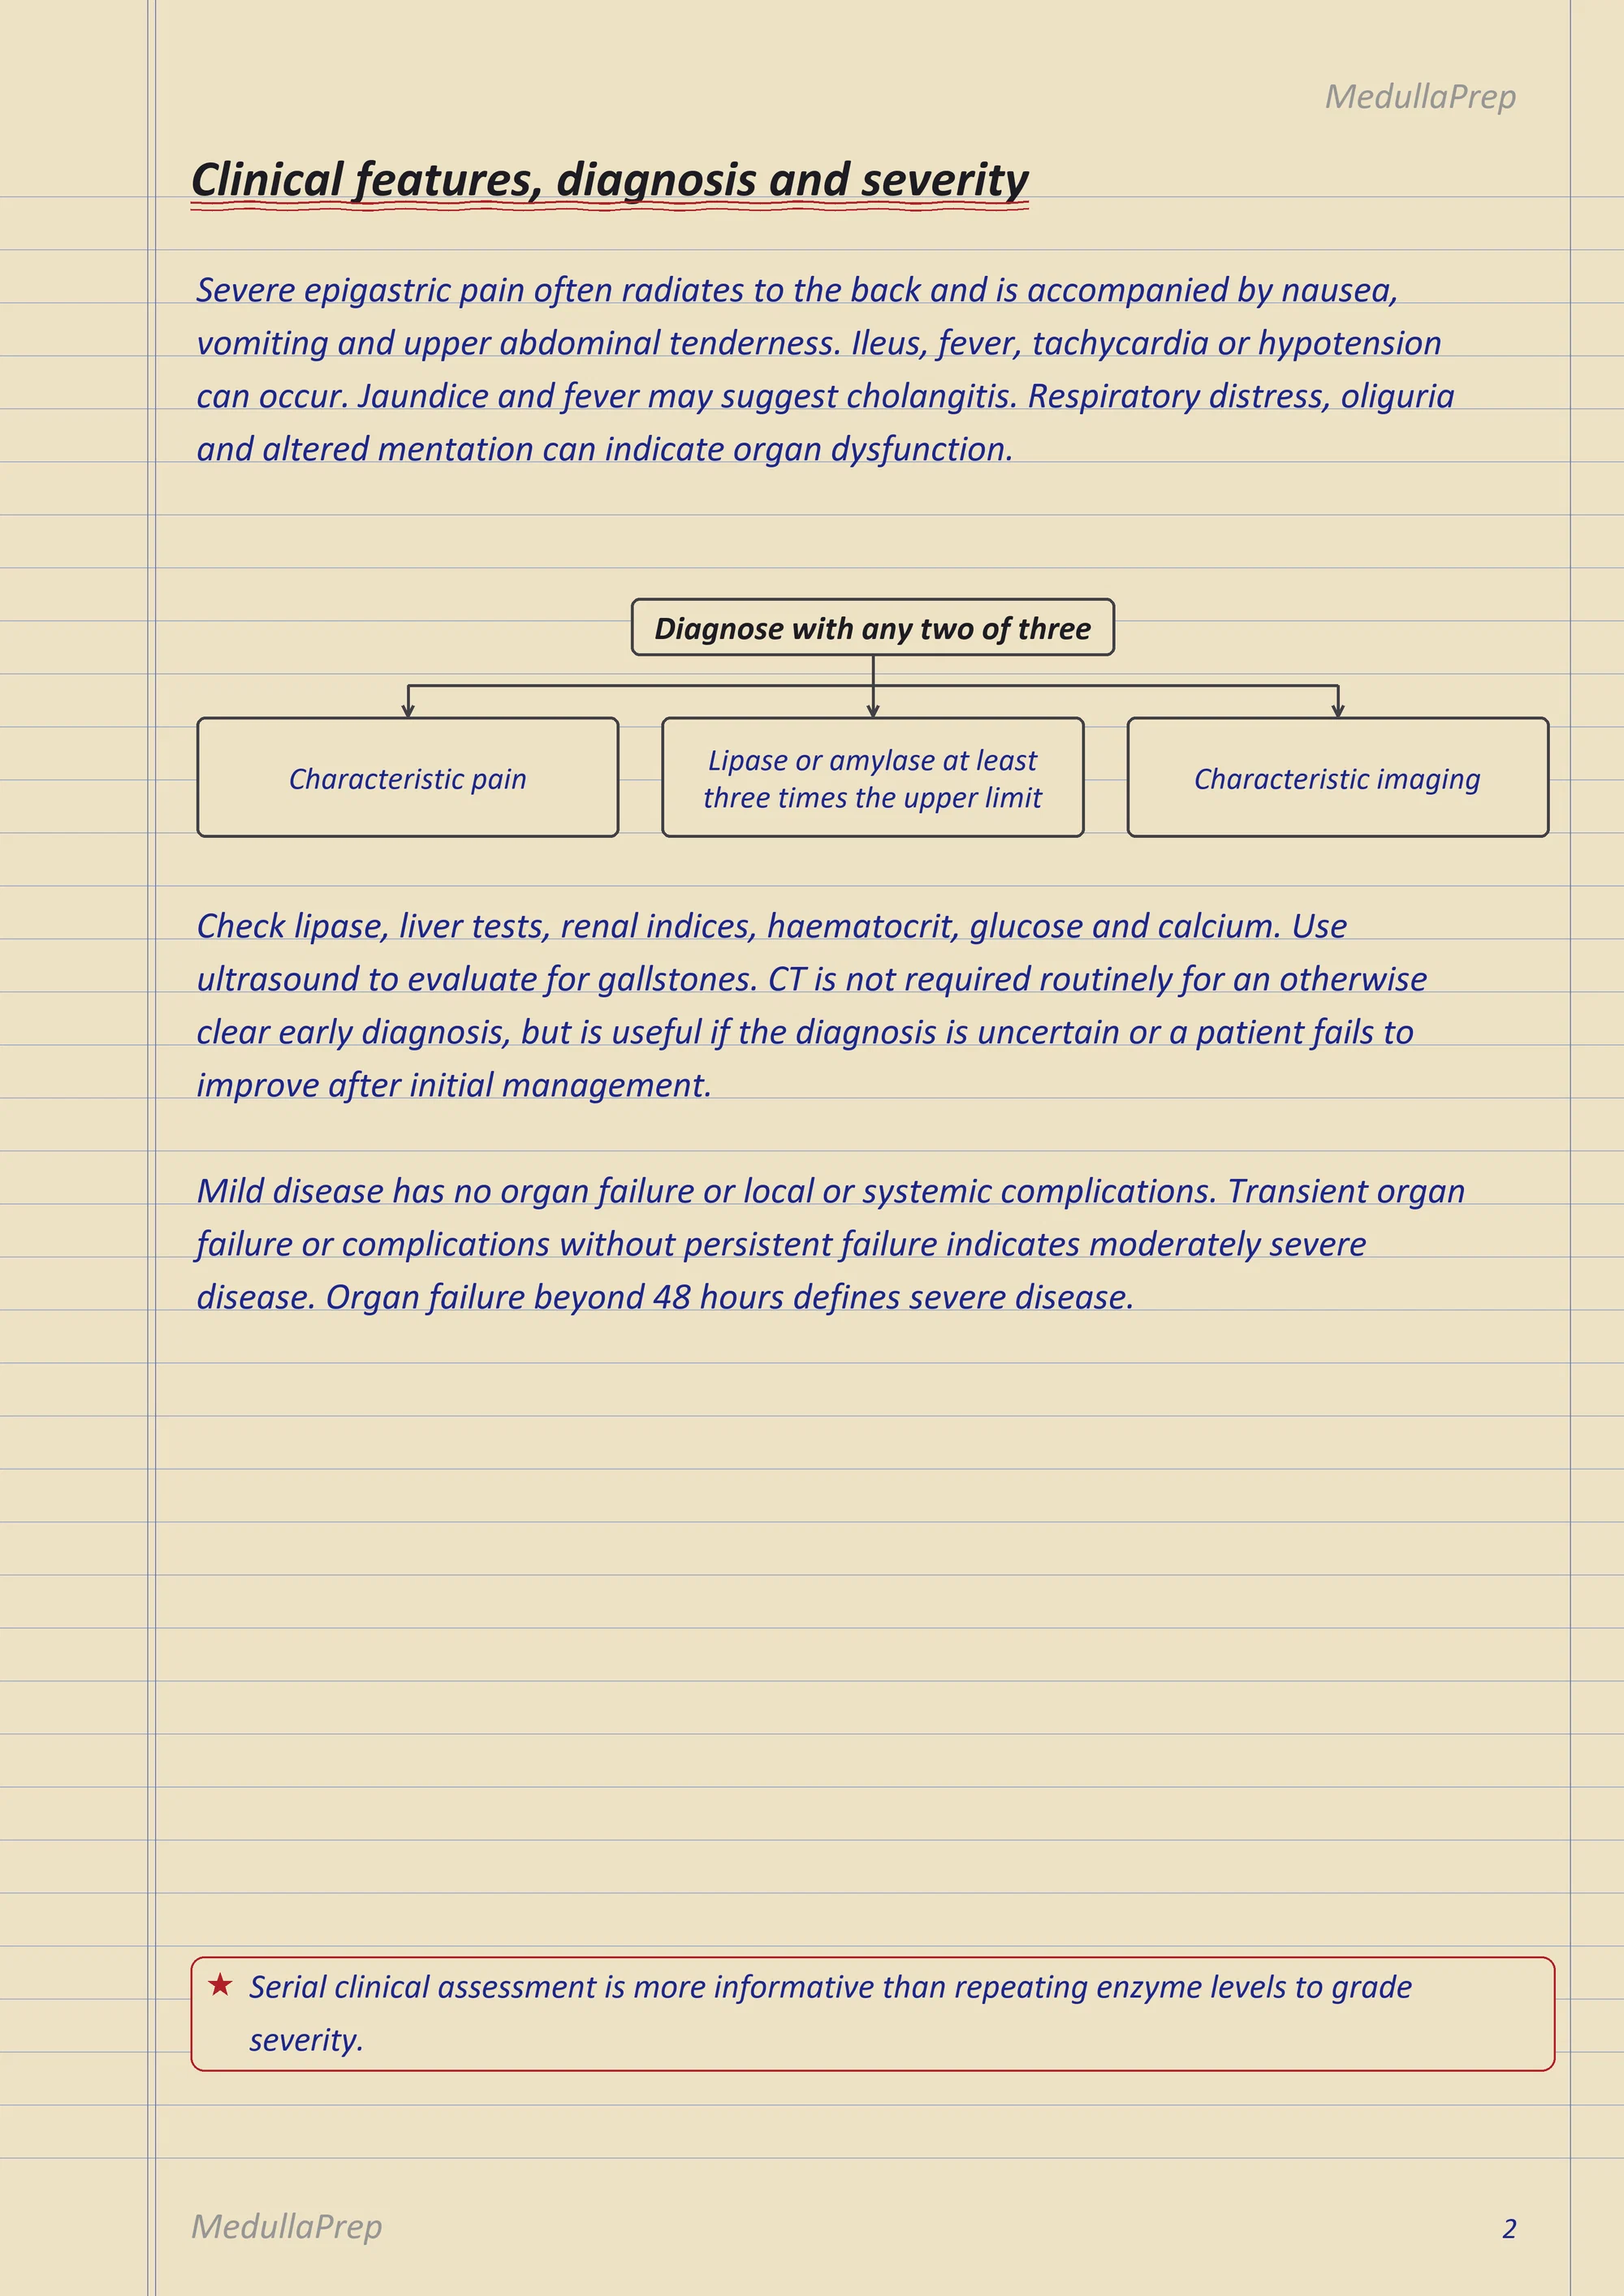 MedullaPrep
Clinical features, diagnosis and severity
Severe epigastric pain often radiates to the back and is accompanied by nausea,
vomiting and upper abdominal tenderness. Ileus, fever, tachycardia or hypotension
can occur. Jaundice and fever may suggest cholangitis. Respiratory distress, oliguria
and altered mentation can indicate organ dysfunction.
Diagnose with any two of three
Characteristic pain
Lipase or amylase at least
three times the upper limit
Characteristic imaging
Check lipase, liver tests, renal indices, haematocrit, glucose and calcium. Use
ultrasound to evaluate for gallstones. CT is not required routinely for an otherwise
clear early diagnosis, but is useful if the diagnosis is uncertain or a patient fails to
improve after initial management.
Mild disease has no organ failure or local or systemic complications. Transient organ
failure or complications without persistent failure indicates moderately severe
disease. Organ failure beyond 48 hours defines severe disease.
★ Serial clinical assessment is more informative than repeating enzyme levels to grade
severity.
MedullaPrep
2